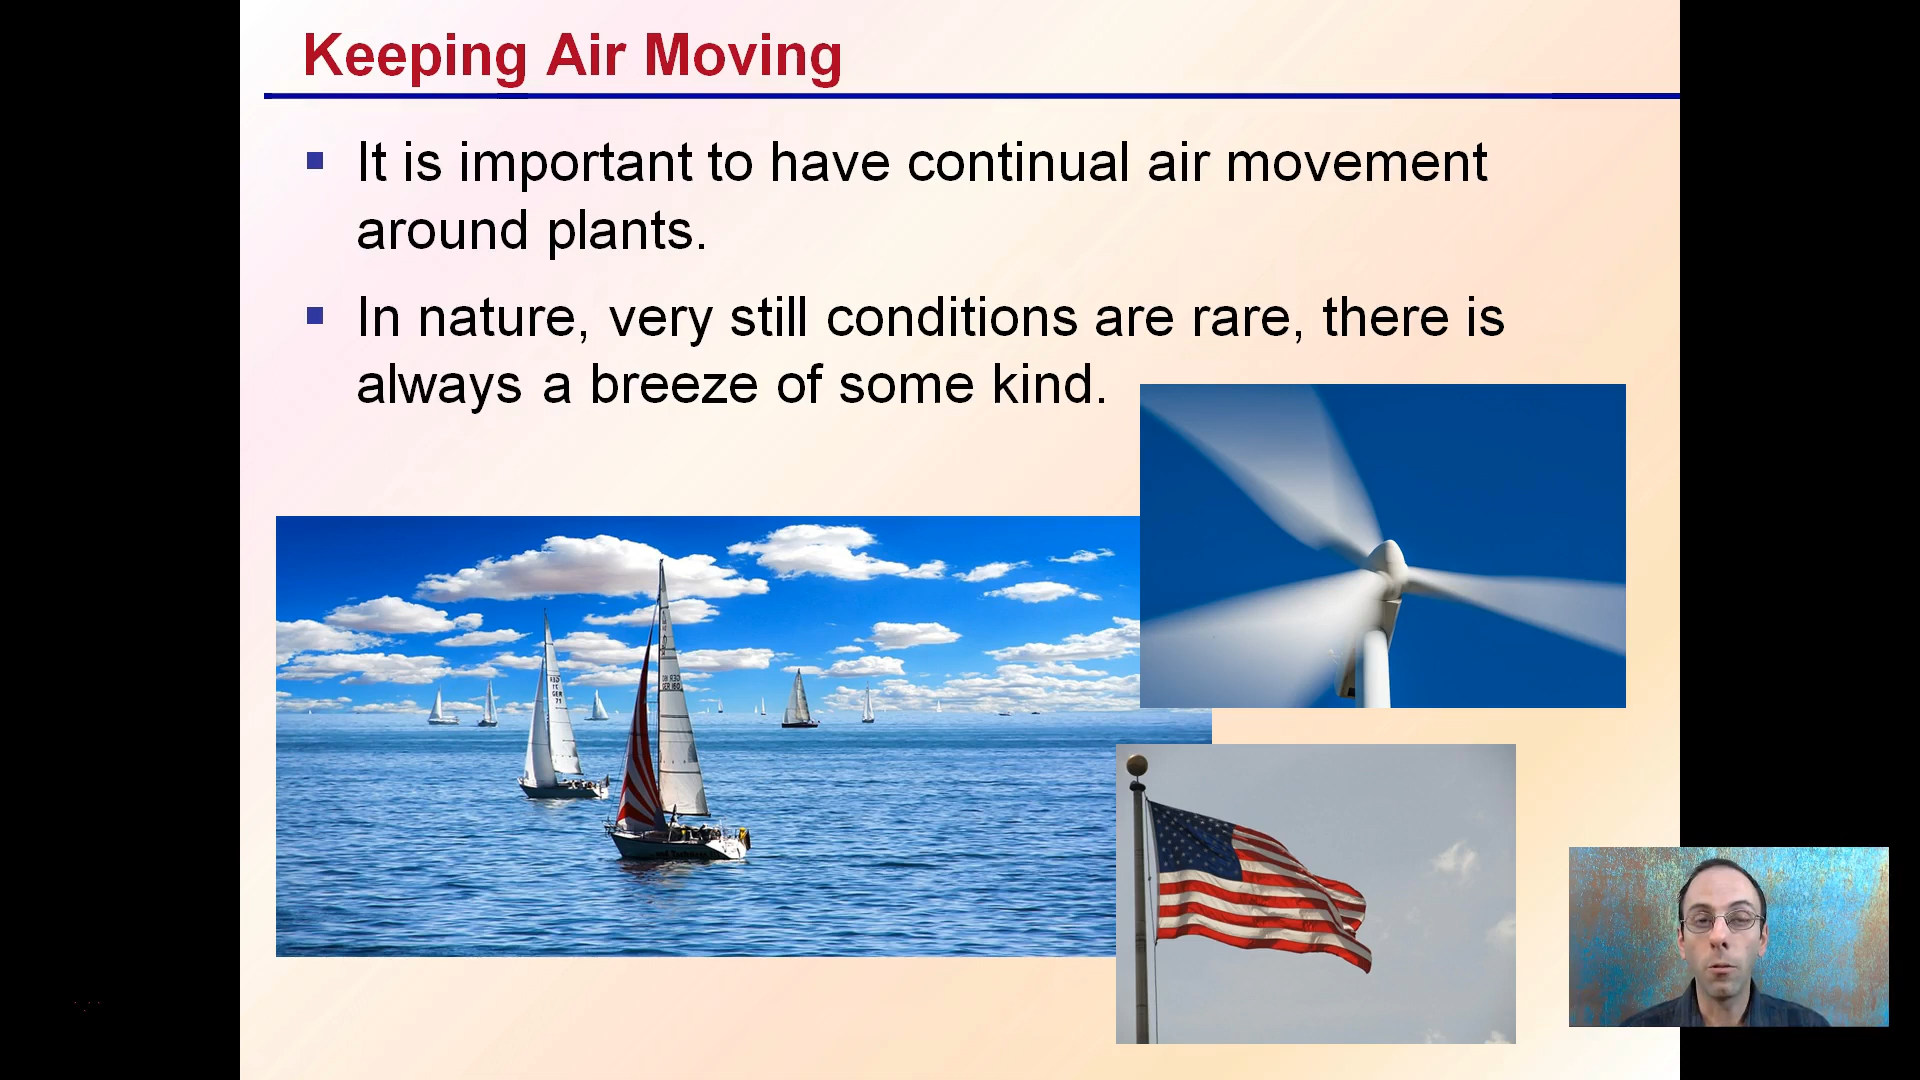 Keeping Air Moving
It is important to have continual air movement
around plants.
In nature, very still conditions are rare, there is
always a breeze of some kind.